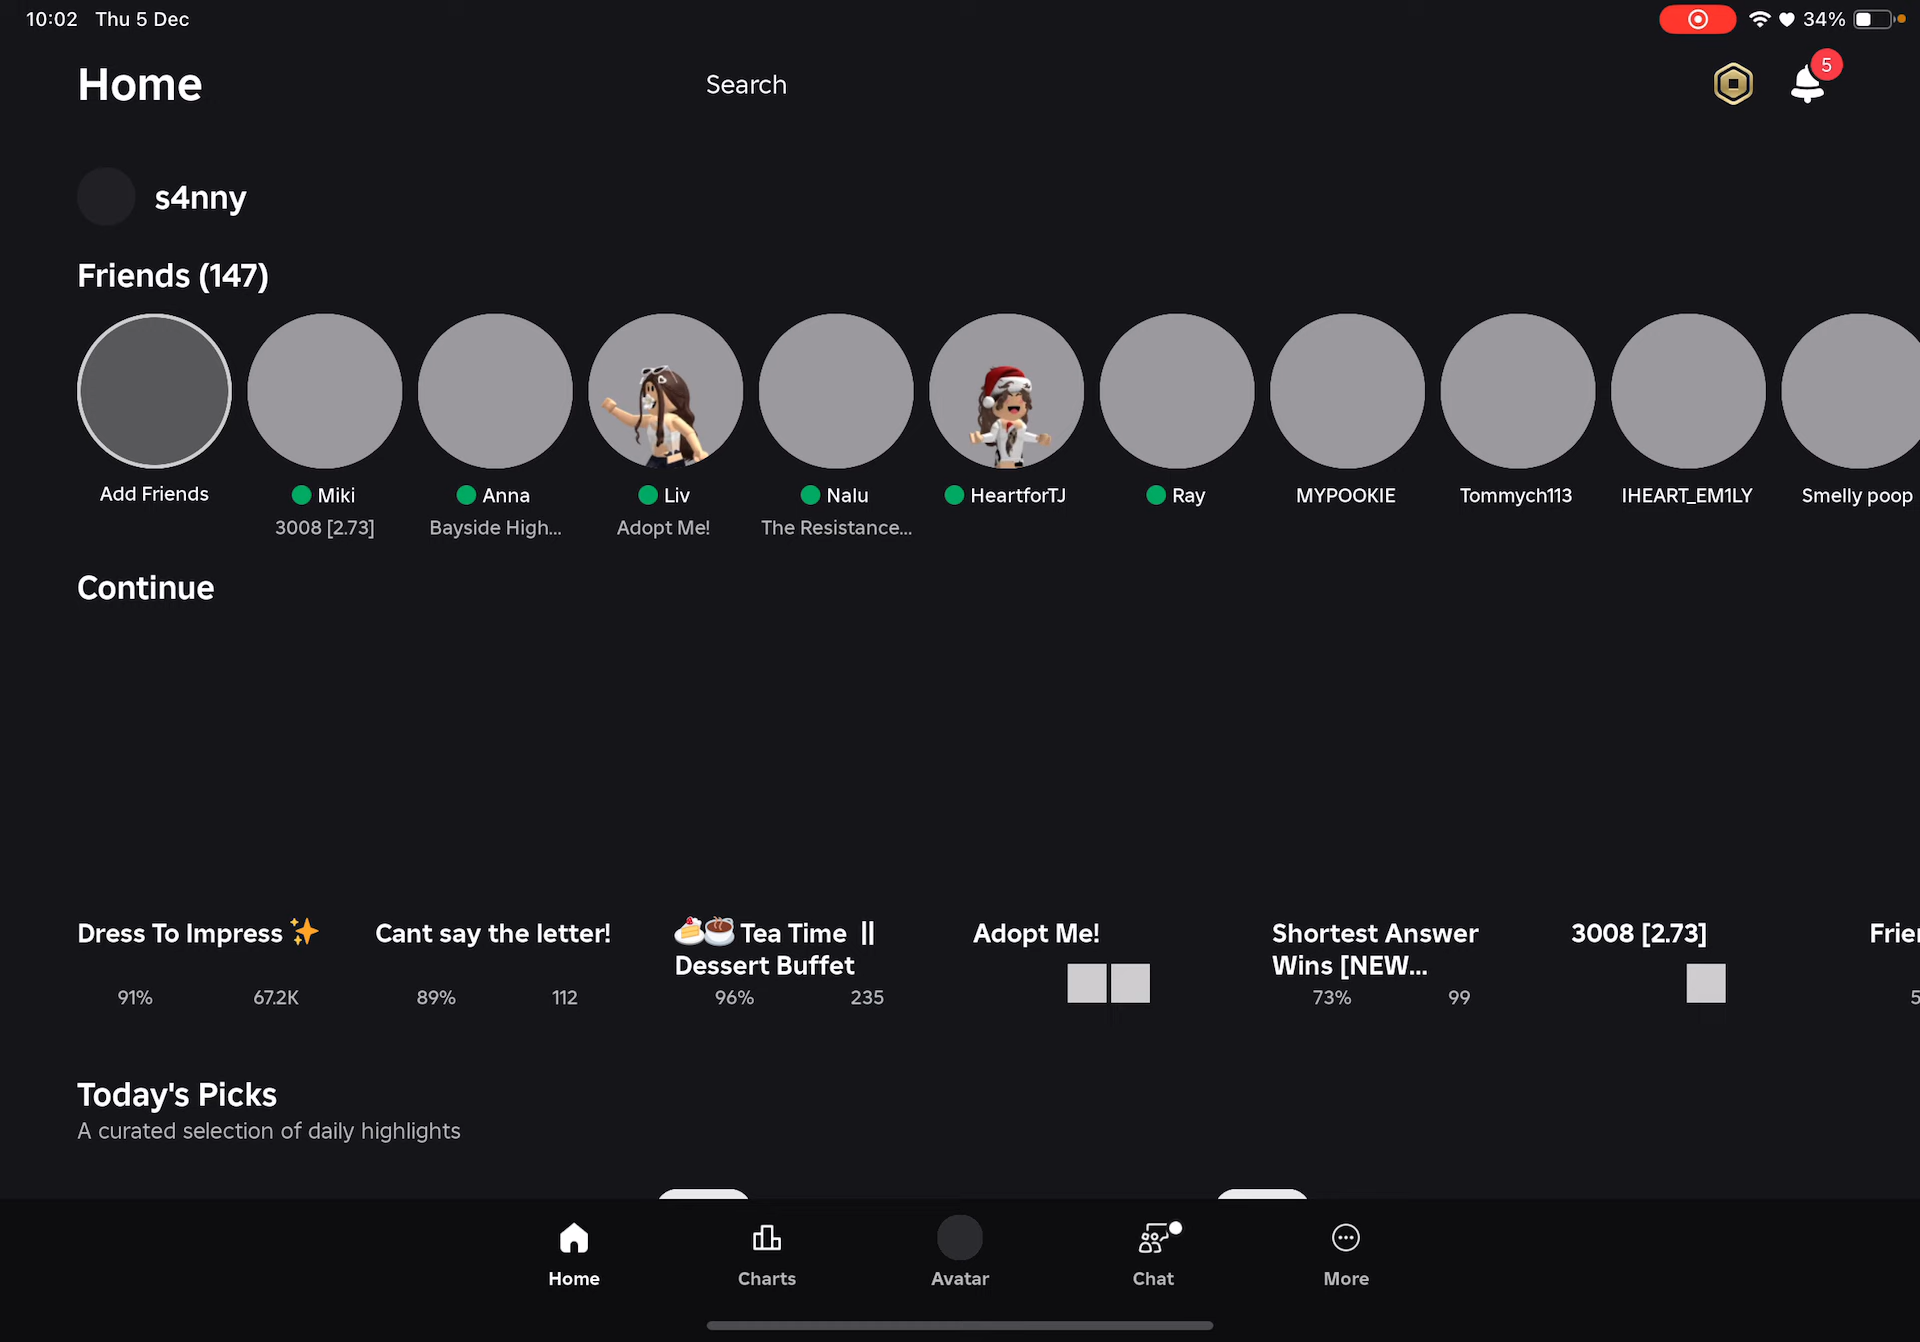 10:02 Thu 5 Dec
34%
Home
Search
5
s4nny
Friends (147)
Add Friends
Miki
Anna
Liv
Nalu
HeartforTJ
Ray
MYPOOKIE
Tommych113
IHEART_EM1LY
Smelly poop
3008 [2.73]
Bayside High...
Adopt Me!
The Resistance...
Continue
Dress To Impress ✨
91% 67.2K
Cant say the letter!
89% 112
🍰☕ Tea Time ||
Dessert Buffet
96% 235
Adopt Me!
Shortest Answer
Wins [NEW...
73% 99
3008 [2.73]
Today's Picks
A curated selection of daily highlights
Home
Charts
Avatar
Chat
More